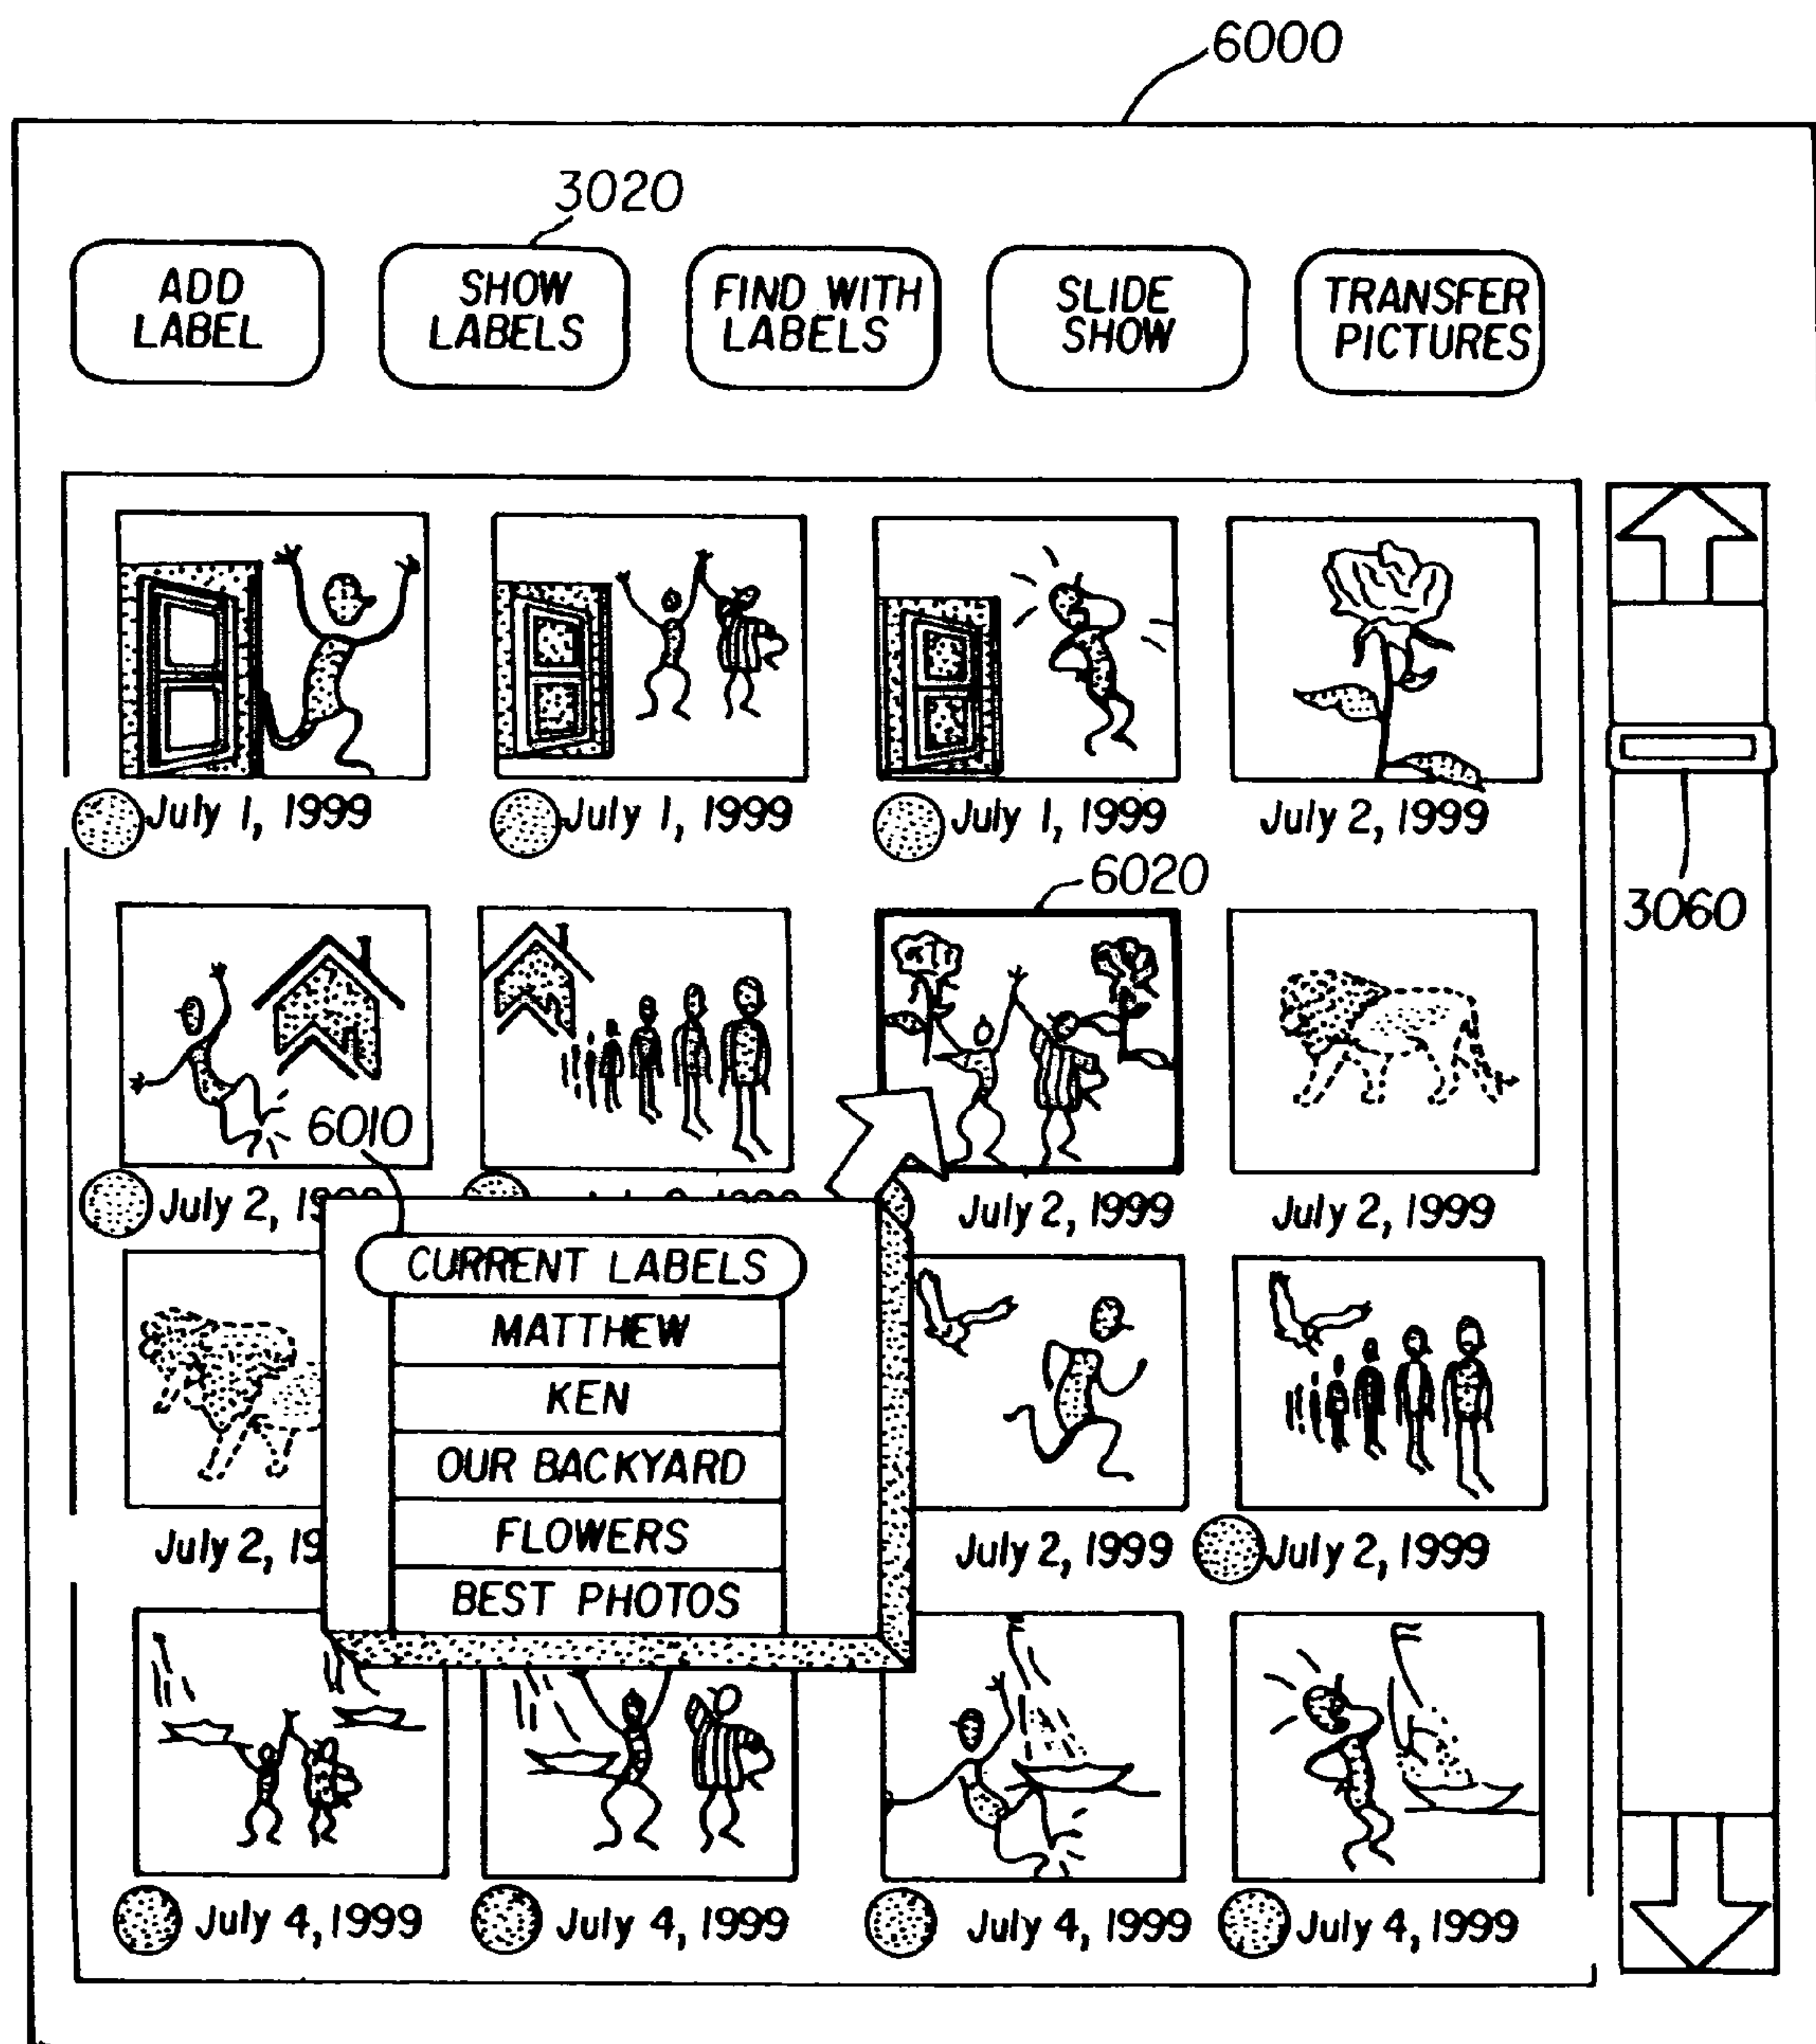 6000
3020
ADD
LABEL
SHOW
LABELS
FIND WITH
LABELS
SLIDE
SHOW
TRANSFER
PICTURES
July 1, 1999
July 1, 1999
July 1, 1999
July 2, 1999
6020
3060
6010
July 2, 1999
July 2, 1999
July 2, 1999
CURRENT LABELS
MATTHEW
KEN
OUR BACKYARD
FLOWERS
BEST PHOTOS
July 2, 19
July 2, 1999
July 2, 1999
July 4, 1999
July 4, 1999
July 4, 1999
July 4, 1999